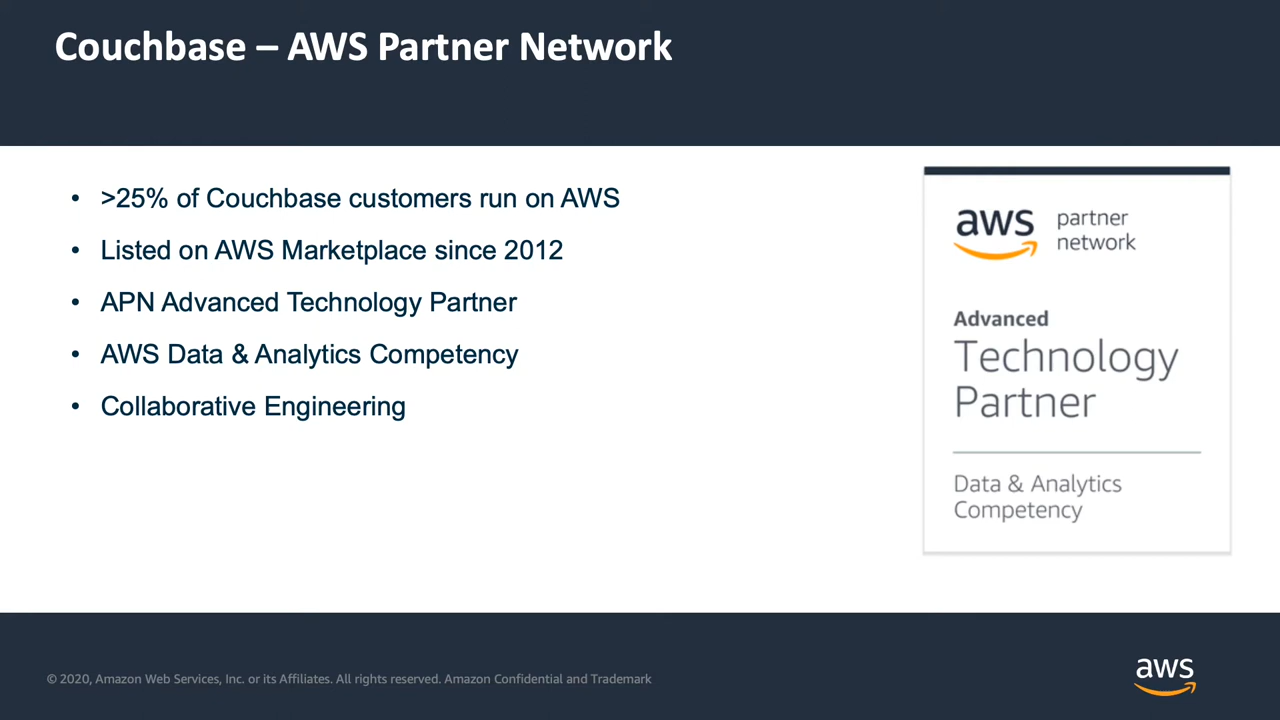 Couchbase – AWS Partner Network
• >25% of Couchbase customers run on AWS
• Listed on AWS Marketplace since 2012
• APN Advanced Technology Partner
• AWS Data & Analytics Competency
• Collaborative Engineering
aws partner
network
Advanced
Technology
Partner
Data & Analytics
Competency
© 2020, Amazon Web Services, Inc. or its Affiliates. All rights reserved. Amazon Confidential and Trademark
aws